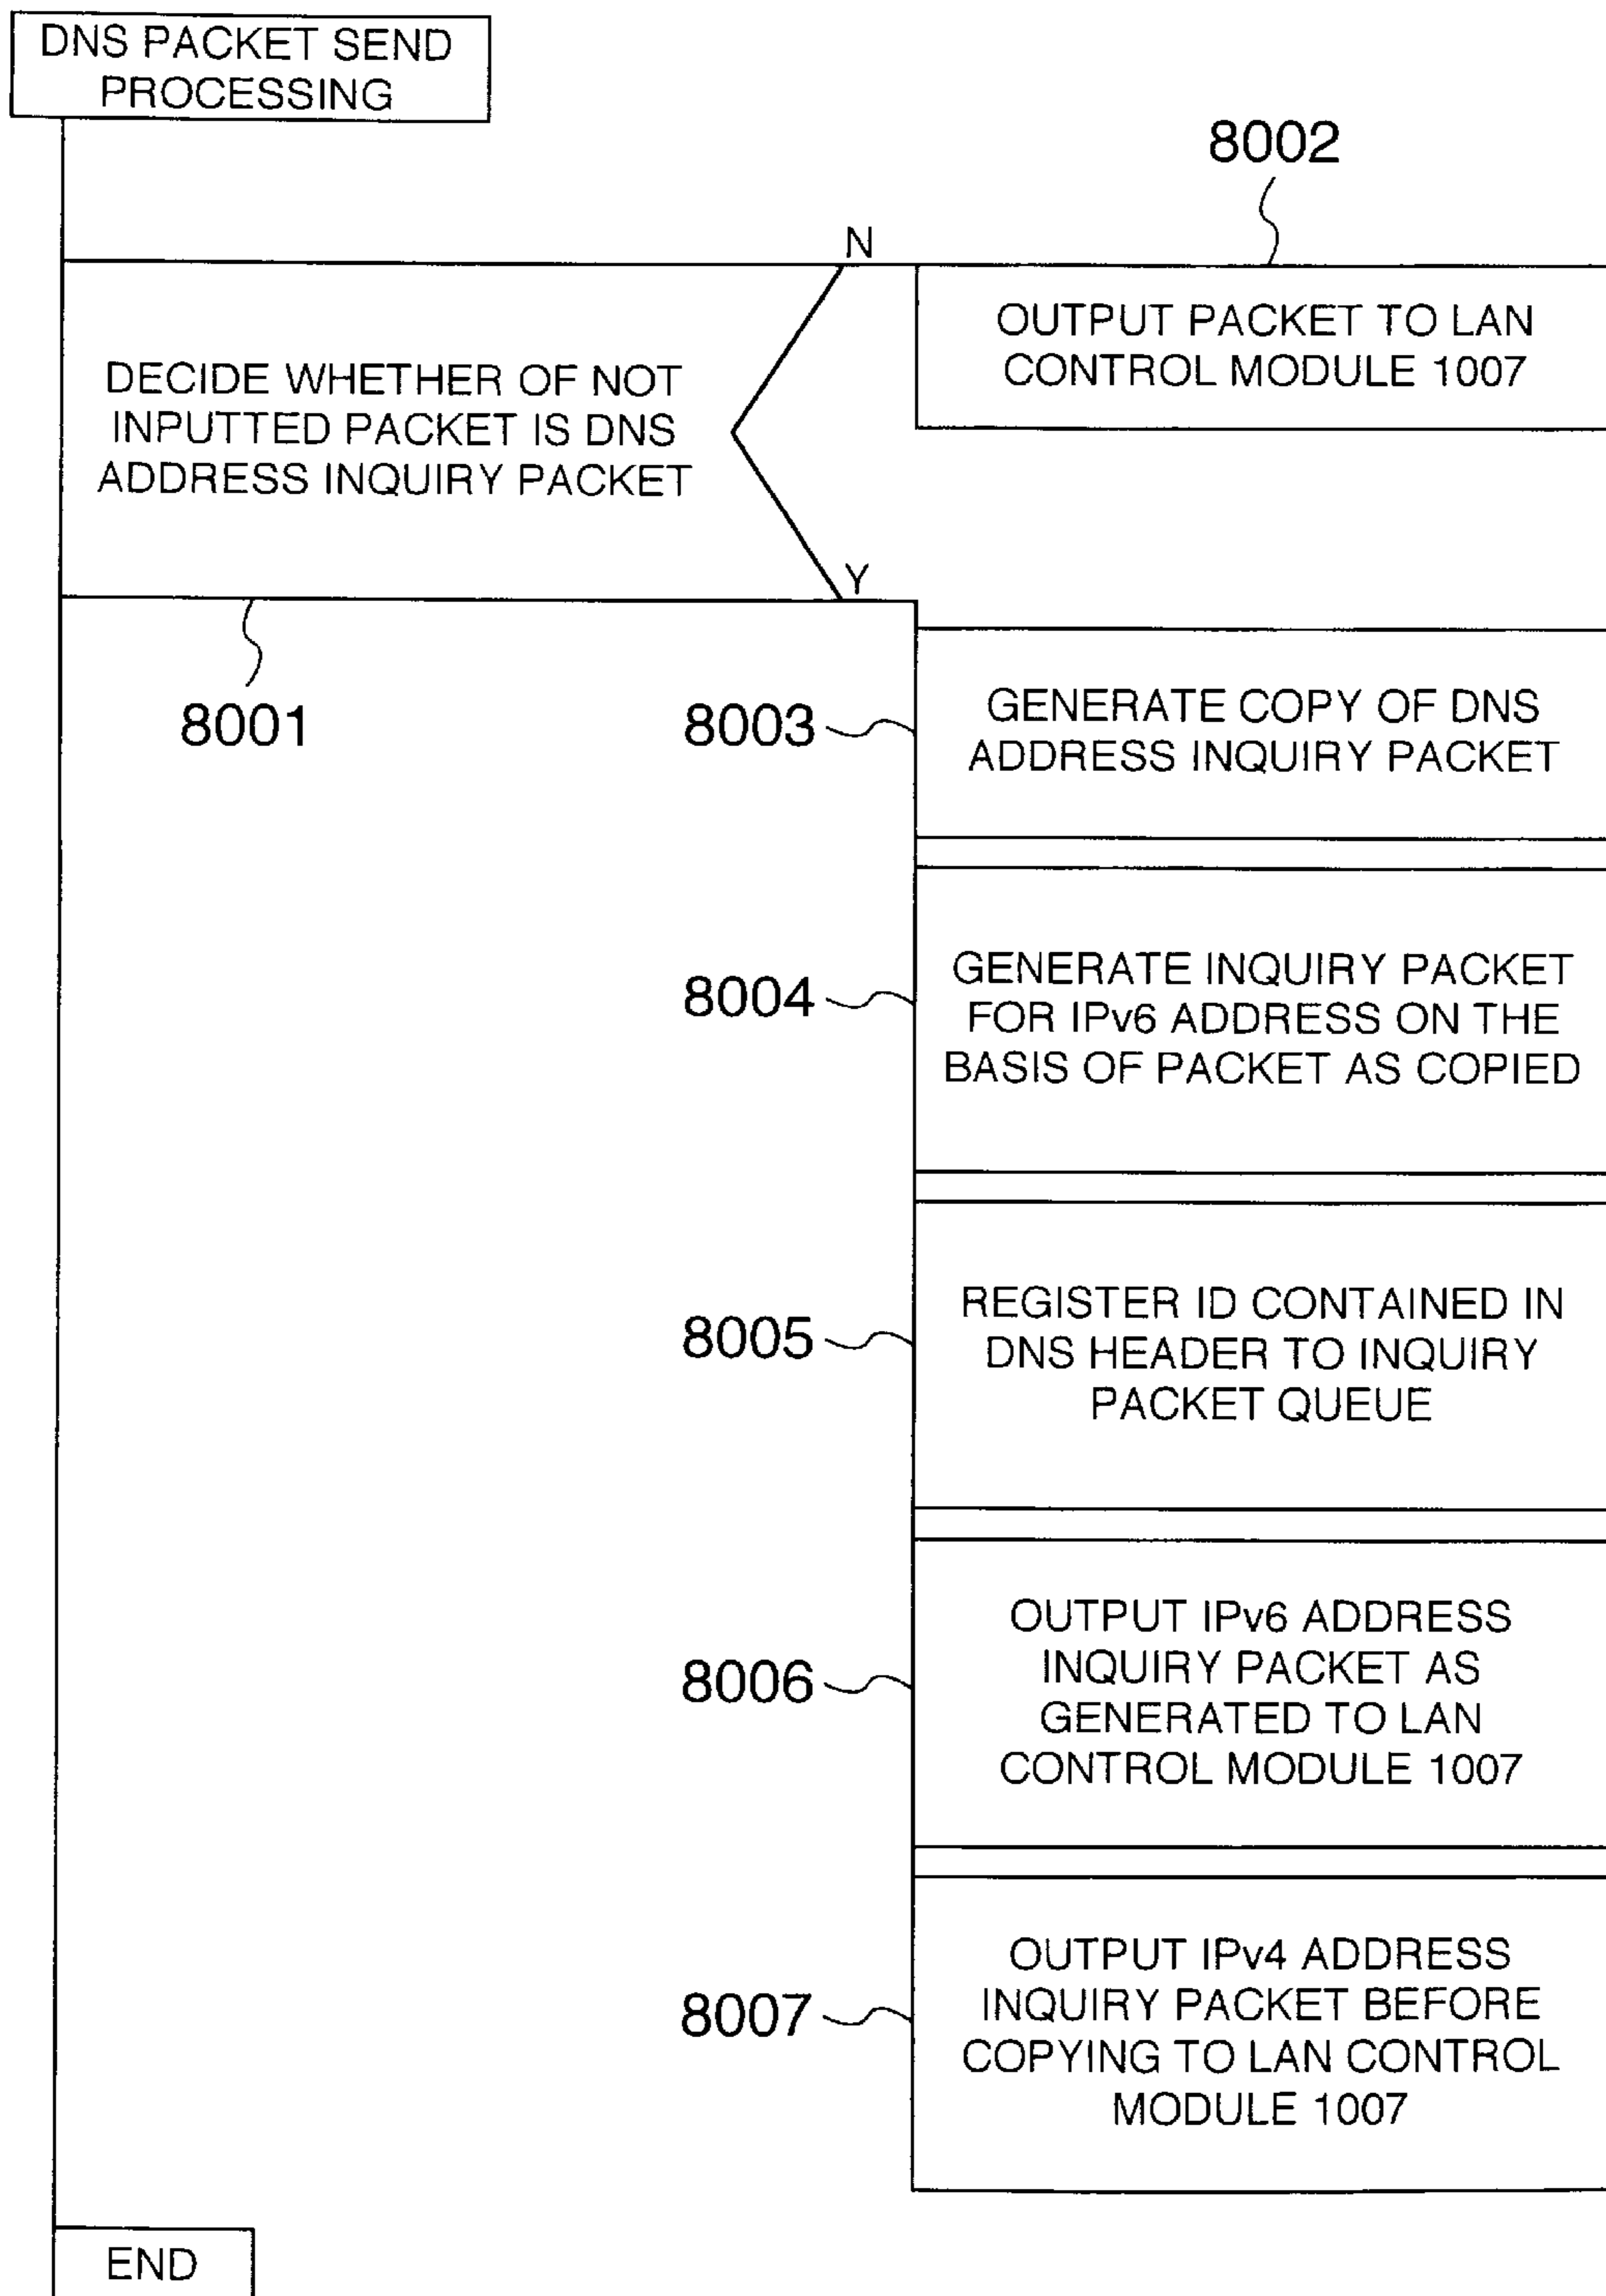 DNS PACKET SEND
PROCESSING
8002
N
OUTPUT PACKET TO LAN
CONTROL MODULE 1007
DECIDE WHETHER OF NOT
INPUTTED PACKET IS DNS
ADDRESS INQUIRY PACKET
Y
8001
8003
GENERATE COPY OF DNS
ADDRESS INQUIRY PACKET
8004
GENERATE INQUIRY PACKET
FOR IPv6 ADDRESS ON THE
BASIS OF PACKET AS COPIED
8005
REGISTER ID CONTAINED IN
DNS HEADER TO INQUIRY
PACKET QUEUE
8006
OUTPUT IPv6 ADDRESS
INQUIRY PACKET AS
GENERATED TO LAN
CONTROL MODULE 1007
8007
OUTPUT IPv4 ADDRESS
INQUIRY PACKET BEFORE
COPYING TO LAN CONTROL
MODULE 1007
END